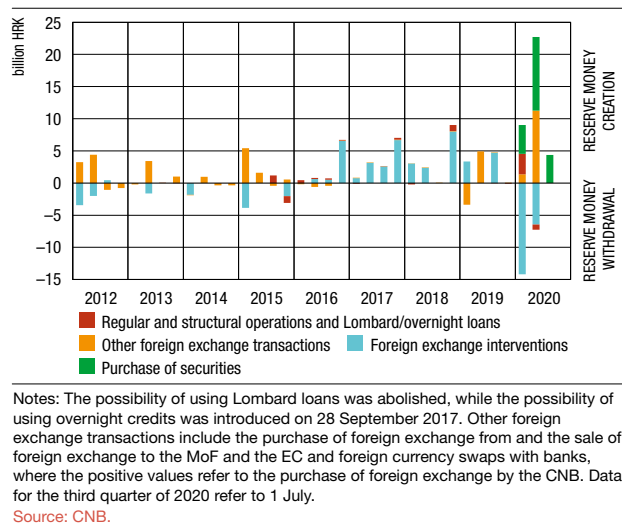 billion HRK
25
20
15
10
5
0
−5
−10
−15
RESERVE MONEY
CREATION
RESERVE MONEY
WITHDRAWAL
2012 2013 2014 2015 2016 2017 2018 2019 2020
Regular and structural operations and Lombard/overnight loans
Other foreign exchange transactions Foreign exchange interventions
Purchase of securities
Notes: The possibility of using Lombard loans was abolished, while the possibility of
using overnight credits was introduced on 28 September 2017. Other foreign
exchange transactions include the purchase of foreign exchange from and the sale of
foreign exchange to the MoF and the EC and foreign currency swaps with banks,
where the positive values refer to the purchase of foreign exchange by the CNB. Data
for the third quarter of 2020 refer to 1 July.
Source: CNB.